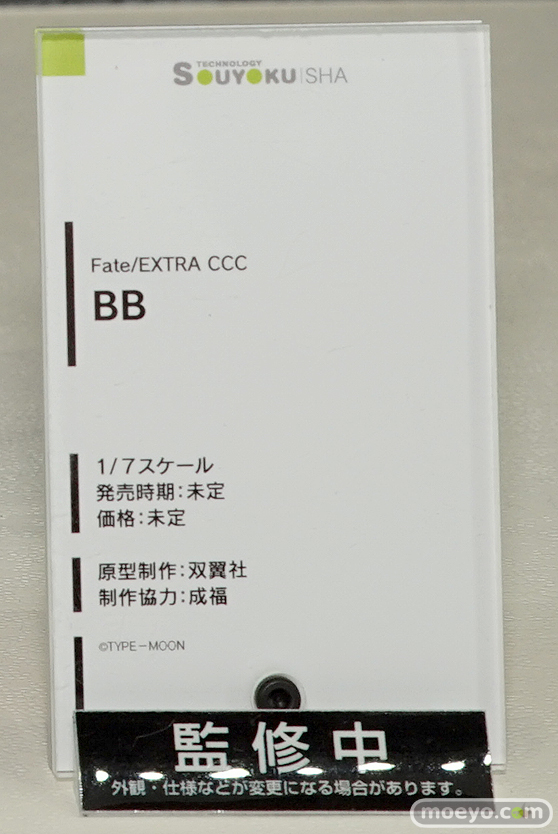 TECHNOLOGY
SOUYOKU|SHA
Fate/EXTRA CCC
BB
1/7スケール
発売時期:未定
価格:未定
原型制作:双翼社
制作協力:成福
©TYPE−MOON
監修中
外観・仕様などが変更になる場合があります。
moeyo.com